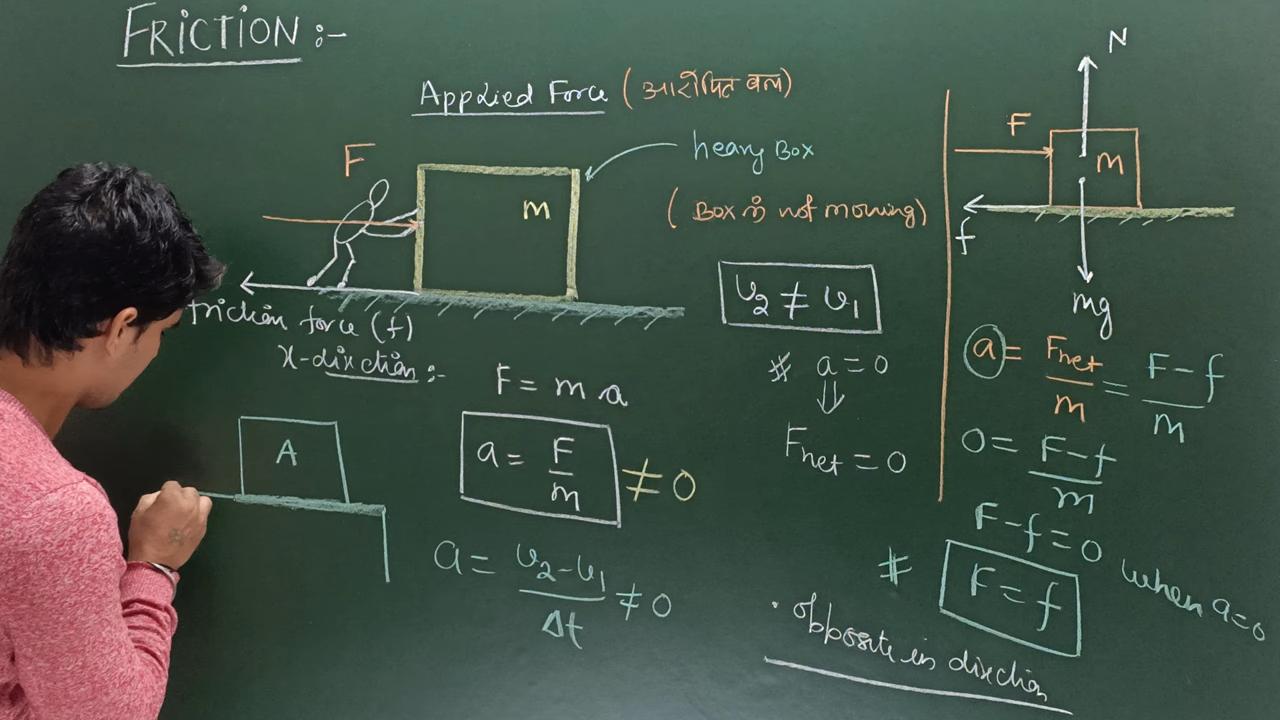 FRICTION :-
Applied Force (आरोपित बल)
F
m
heavy Box
(Box is not moving)
friction force (f)
x-direction :-
F = m a
a = F/m ≠ 0
a = v₂-v₁/Δt ≠ 0
A
v₂ ≠ v₁
# a = 0
⇓
Fnet = 0
N
F
m
f
mg
a = Fnet/m = F-f/m
0 = F-f/m
F-f = 0 when a=0
# F = f
· opposite in direction